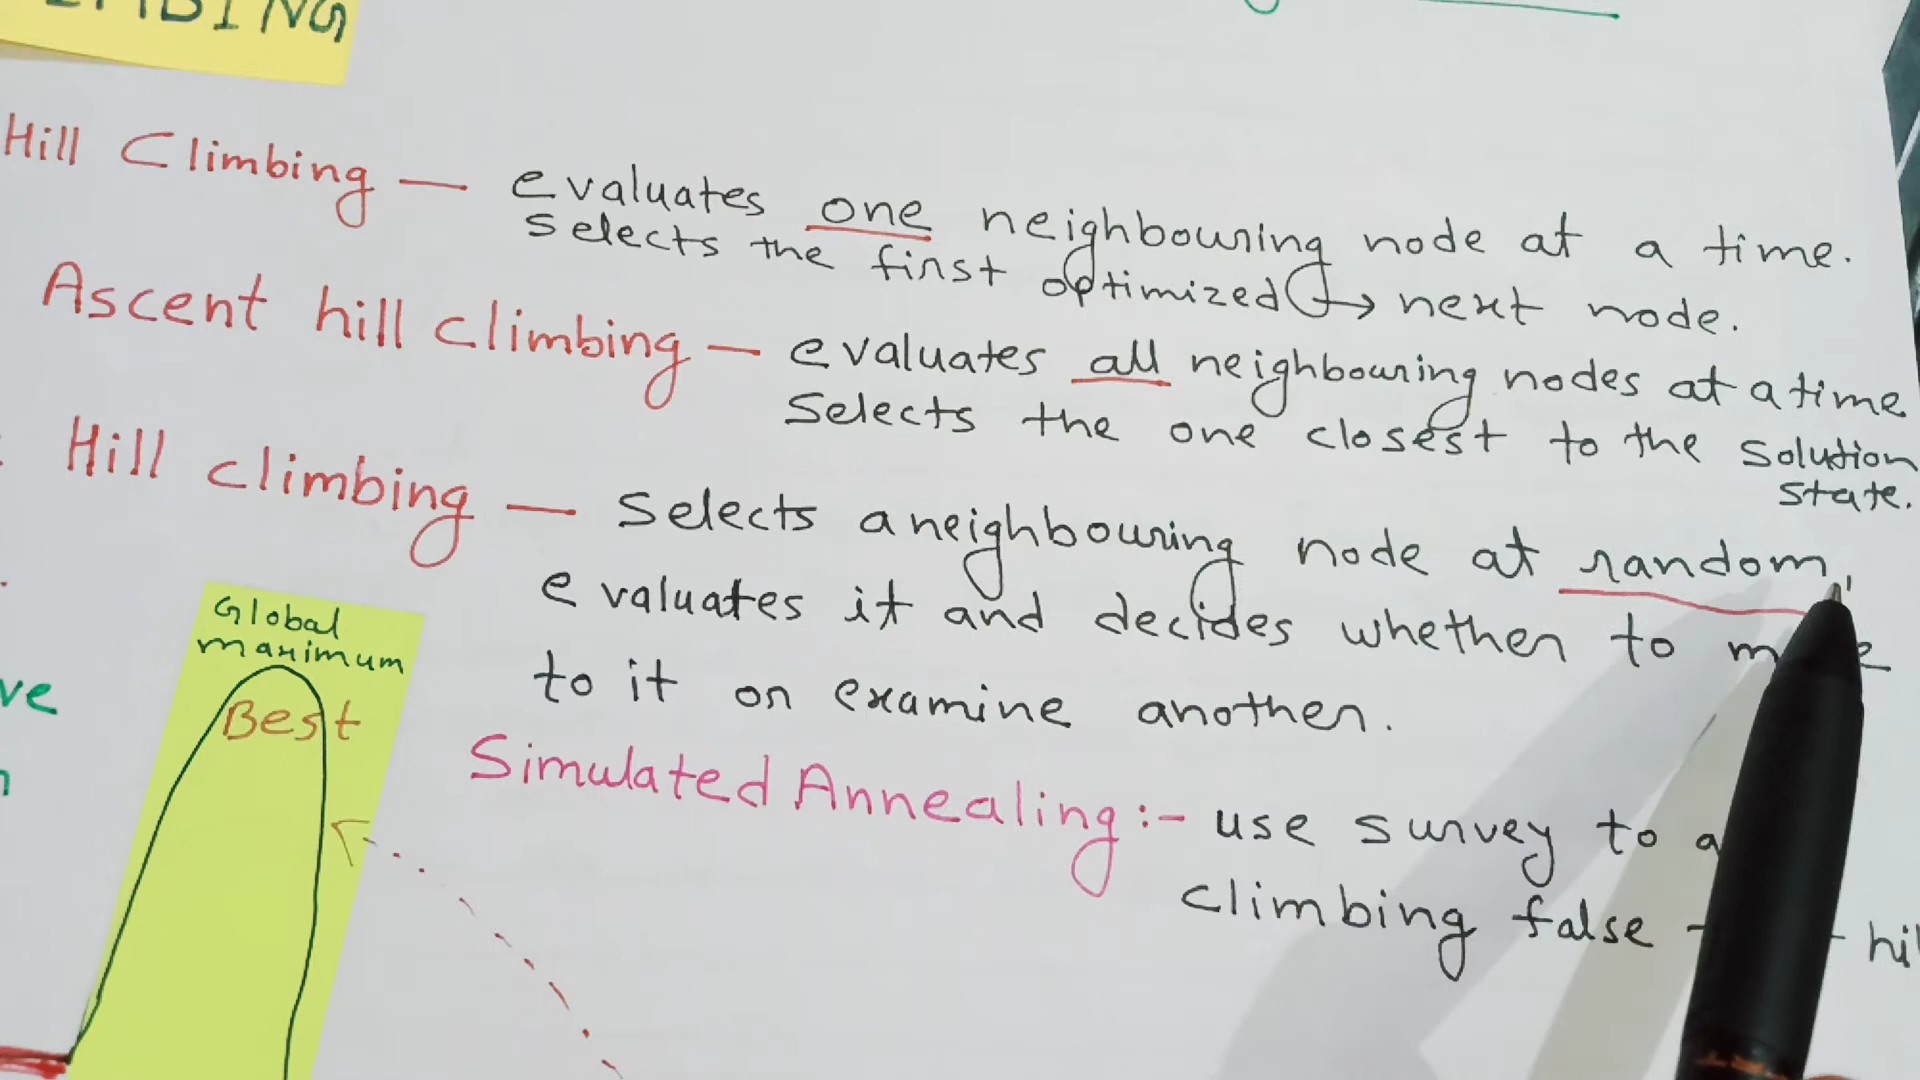 Hill Climbing — evaluates one neighbouring node at a time.
selects the first optimized → next node.
Ascent hill climbing — evaluates all neighbouring nodes at a time
Selects the one closest to the solution
state.
Hill climbing — Selects a neighbouring node at random,
evaluates it and decides whether to
to it or examine another.
Global
maximum
Best
Simulated Annealing :- use survey to
climbing false